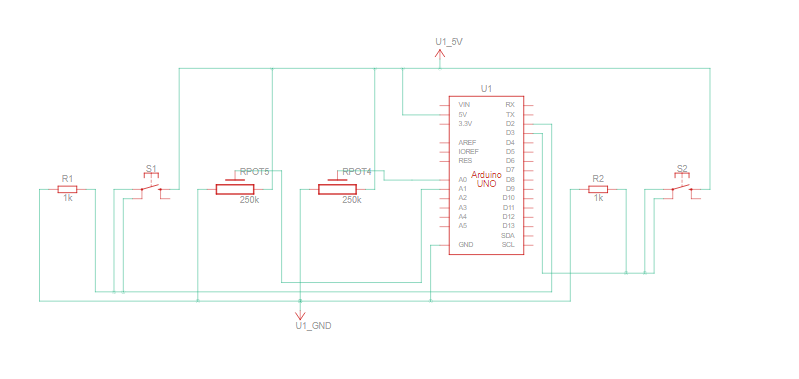 U1_5V
U1
VIN RX
5V TX
3.3V D2
D3
AREF D4
IOREF D5
RES D6
D7
Arduino
UNO
A0 D8
A1 D9
A2 D10
A3 D11
A4 D12
A5 D13
SDA
GND SCL
R1
1k
S1
RPOT5
250k
RPOT4
250k
R2
1k
S2
U1_GND